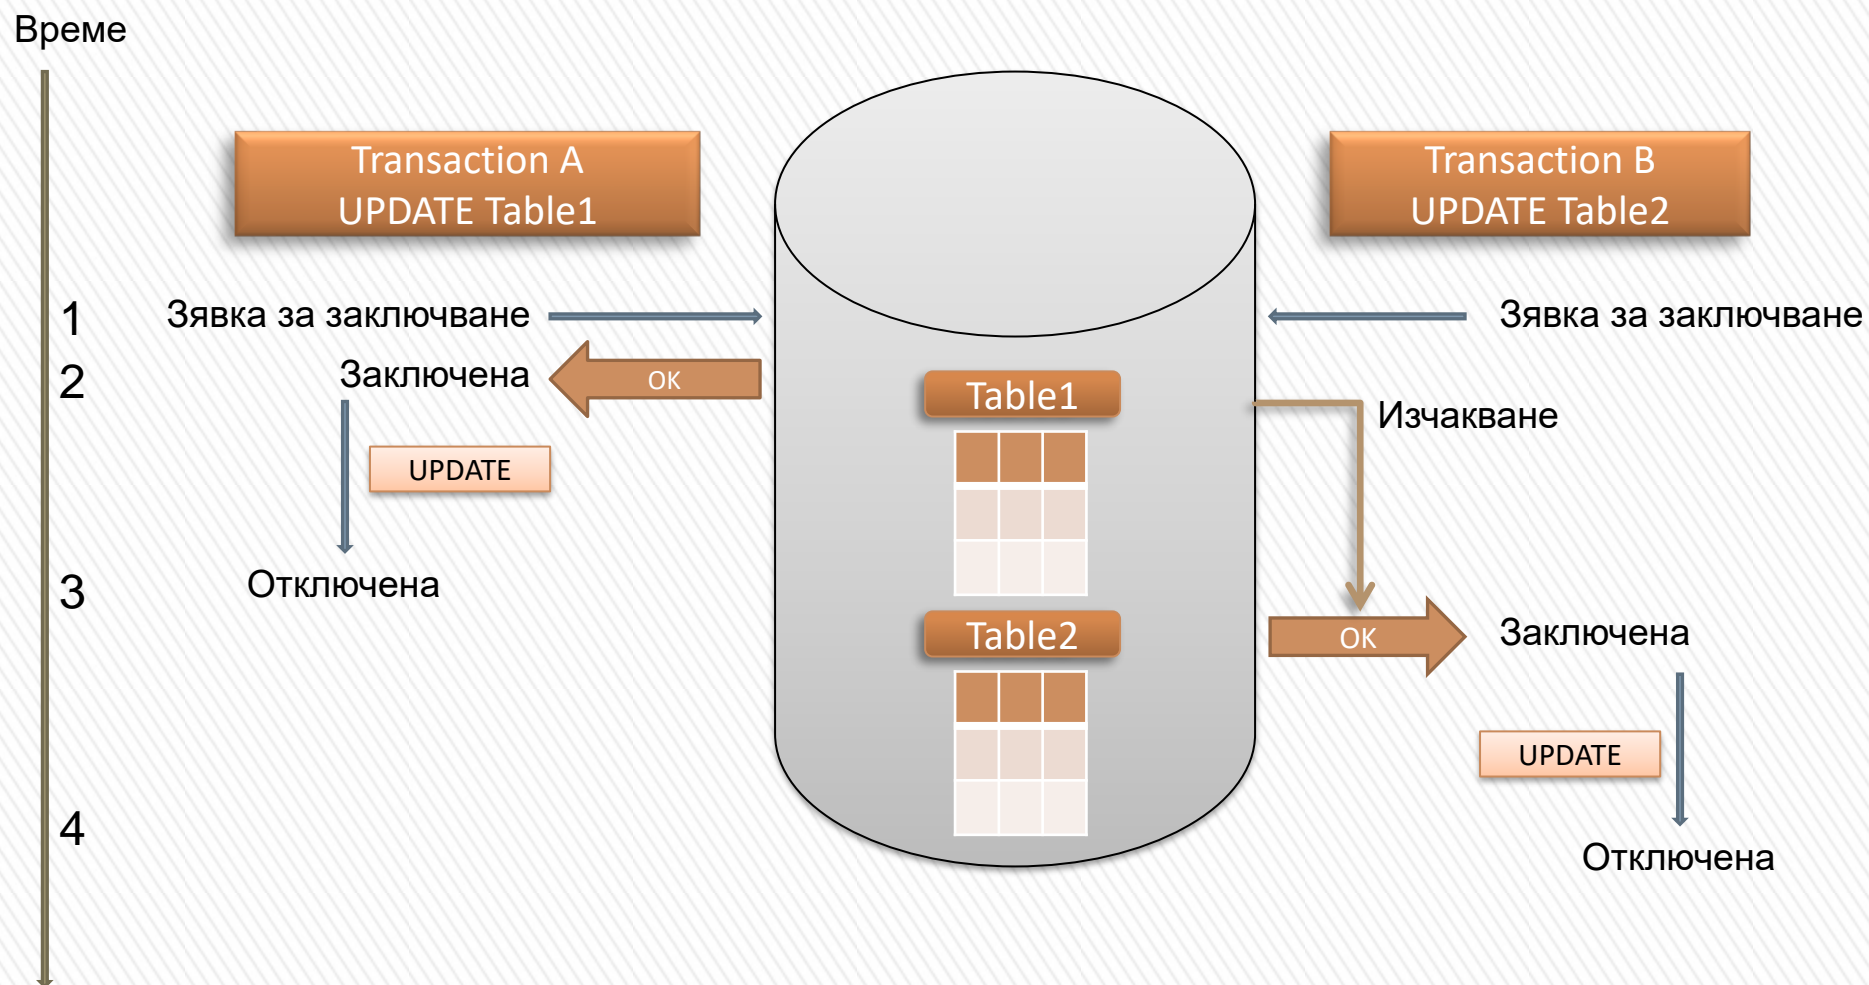 Време
Transaction A
UPDATE Table1
Transaction B
UPDATE Table2
1
Зявка за заключване
Зявка за заключване
2
Заключена
OK
Table1
Изчакване
UPDATE
3
Отключена
Table2
OK
Заключена
UPDATE
4
Отключена